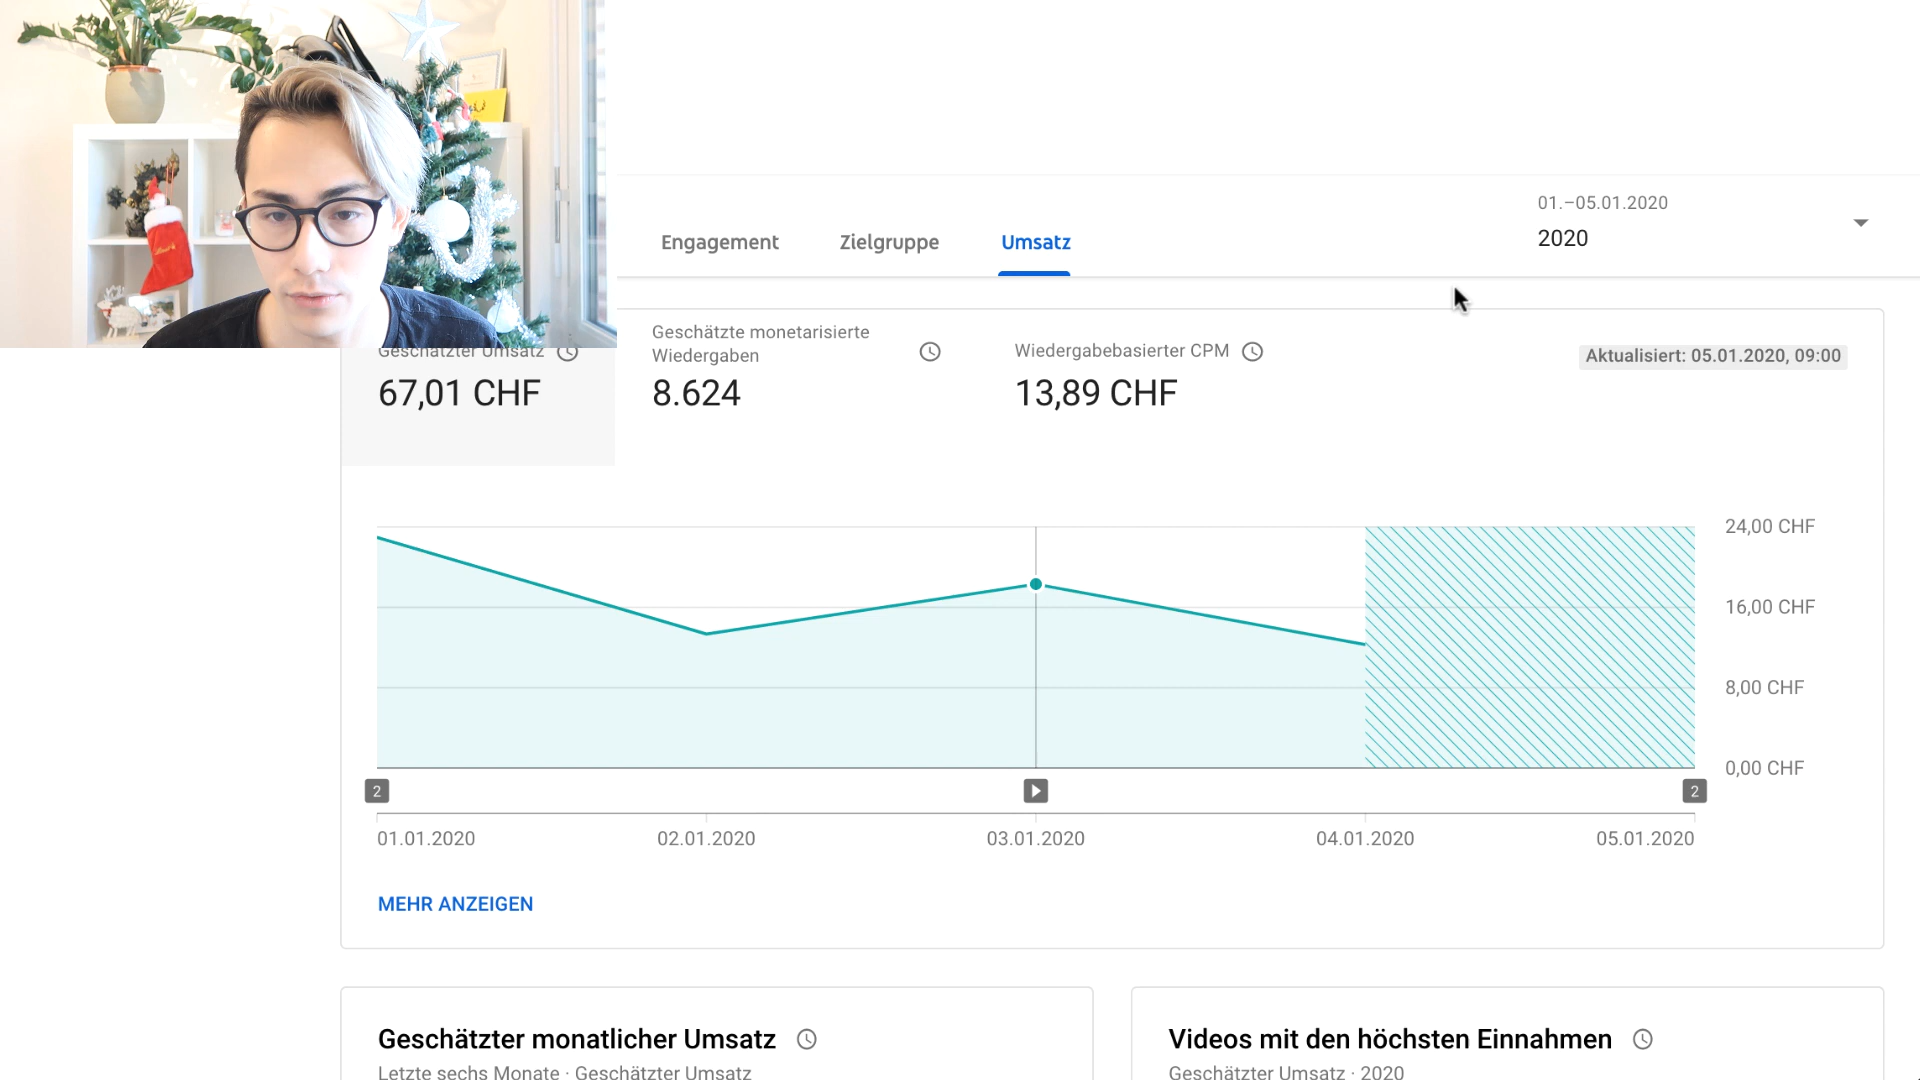 01.–05.01.2020
2020
Engagement
Zielgruppe
Umsatz
Geschätzter Umsatz
67,01 CHF
Geschätzte monetarisierte
Wiedergaben
8.624
Wiedergabebasierter CPM
13,89 CHF
Aktualisiert: 05.01.2020, 09:00
24,00 CHF
16,00 CHF
8,00 CHF
0,00 CHF
2
2
01.01.2020
02.01.2020
03.01.2020
04.01.2020
05.01.2020
MEHR ANZEIGEN
Geschätzter monatlicher Umsatz
Letzte sechs Monate · Geschätzter Umsatz
Videos mit den höchsten Einnahmen
Geschätzter Umsatz · 2020